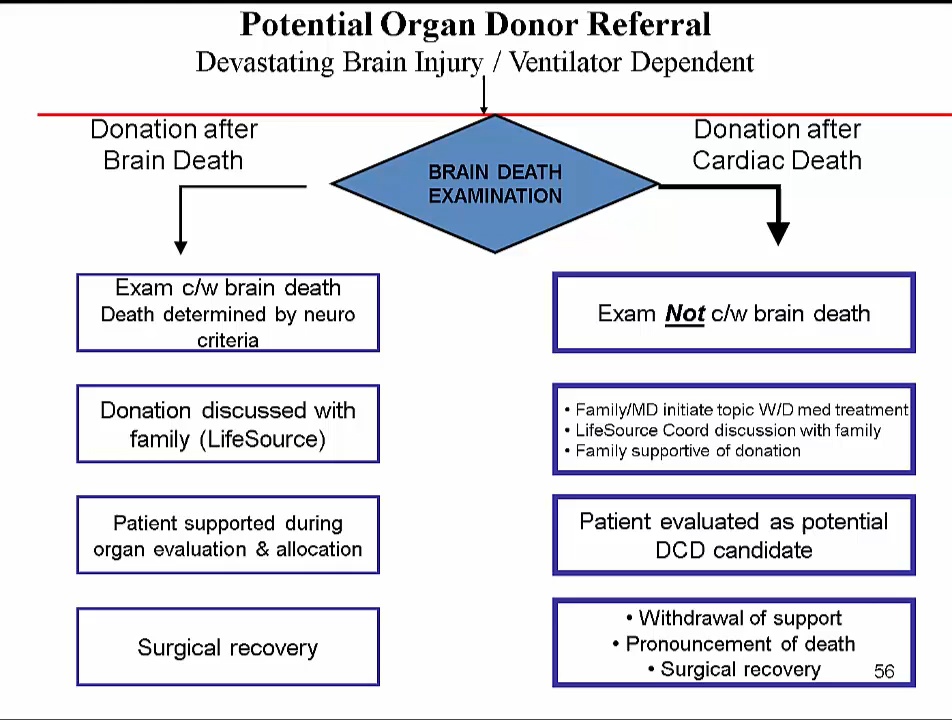 Potential Organ Donor Referral
Devastating Brain Injury / Ventilator Dependent
Donation after
Brain Death
BRAIN DEATH
EXAMINATION
Donation after
Cardiac Death
Exam c/w brain death
Death determined by neuro
criteria
Donation discussed with
family (LifeSource)
Patient supported during
organ evaluation & allocation
Surgical recovery
Exam Not c/w brain death
• Family/MD initiate topic W/D med treatment
• LifeSource Coord discussion with family
• Family supportive of donation
Patient evaluated as potential
DCD candidate
• Withdrawal of support
• Pronouncement of death
• Surgical recovery
56